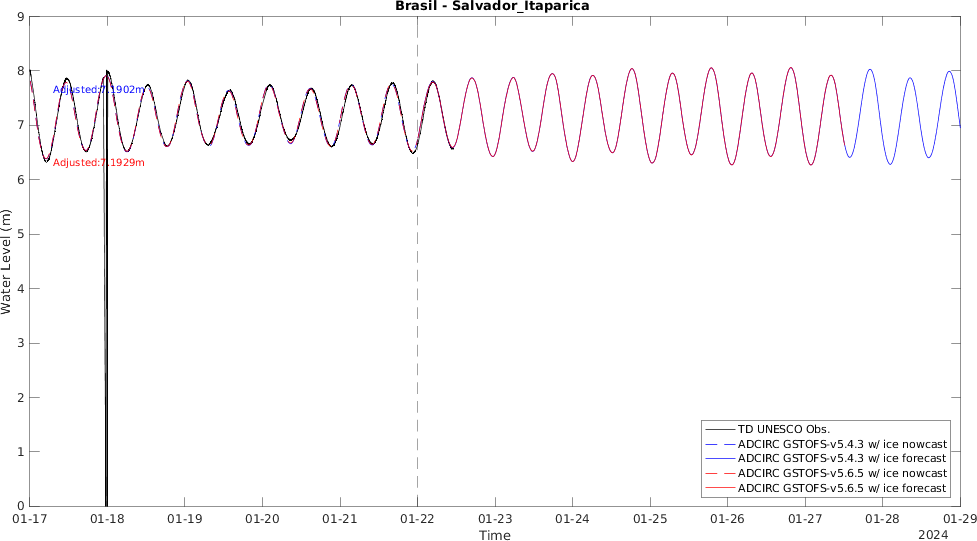 Brasil - Salvador_Itaparica
9
8
7
6
5
4
3
2
1
0
Water Level (m)
Adjusted:7.1902m
Adjusted:7.1929m
TD UNESCO Obs.
ADCIRC GSTOFS-v5.4.3 w/ ice nowcast
ADCIRC GSTOFS-v5.4.3 w/ ice forecast
ADCIRC GSTOFS-v5.6.5 w/ ice nowcast
ADCIRC GSTOFS-v5.6.5 w/ ice forecast
01-17 01-18 01-19 01-20 01-21 01-22 01-23 01-24 01-25 01-26 01-27 01-28 01-29
Time
2024